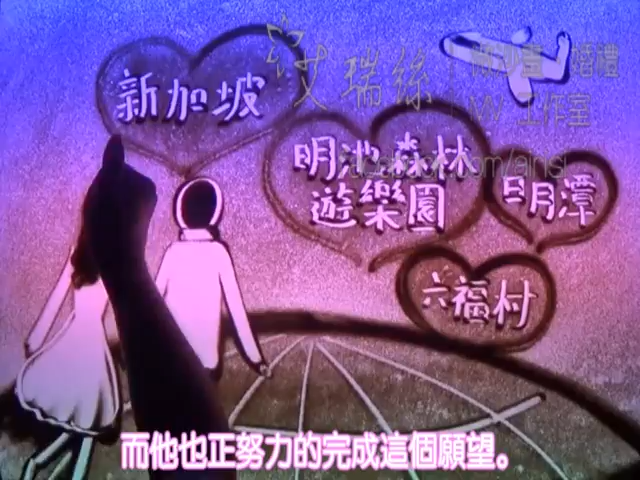 艾瑞絲
沙畫 婚禮
MV 工作室
新加坡
明池森林
遊樂園
日月潭
六福村
而他也正努力的完成這個願望。